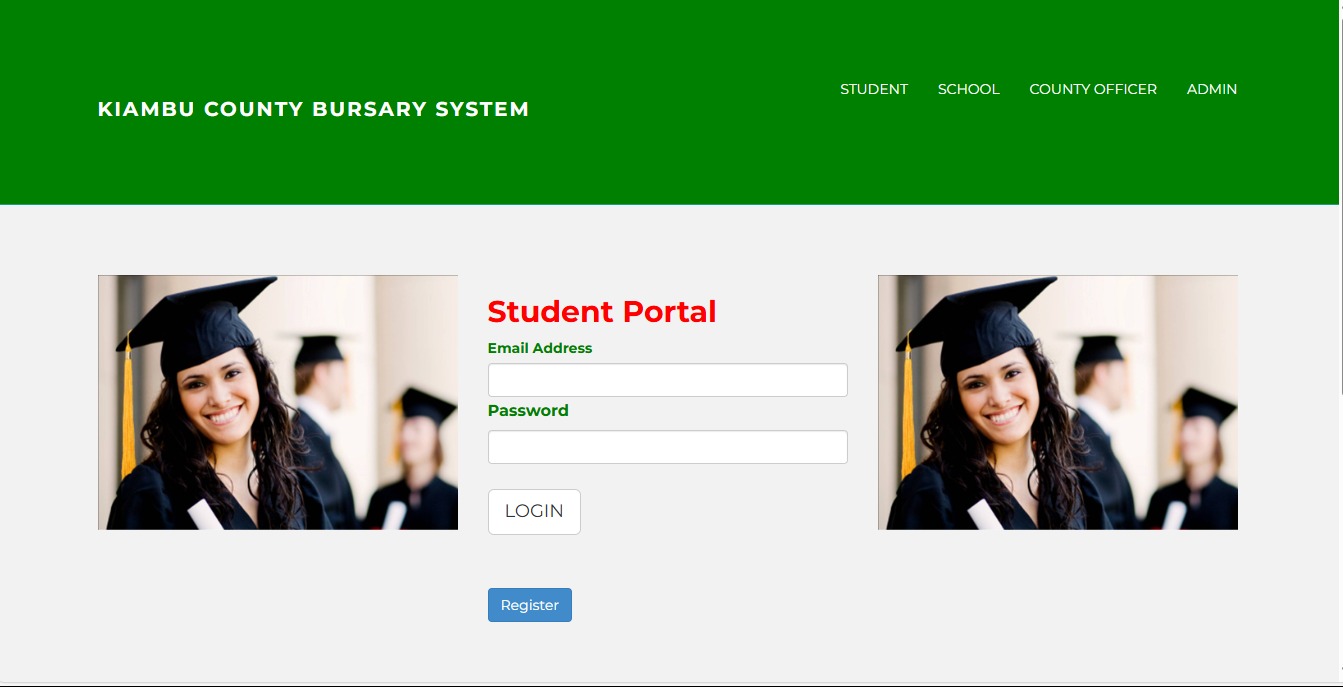 KIAMBU COUNTY BURSARY SYSTEM
STUDENT SCHOOL COUNTY OFFICER ADMIN
Student Portal
Email Address
Password
LOGIN
Register